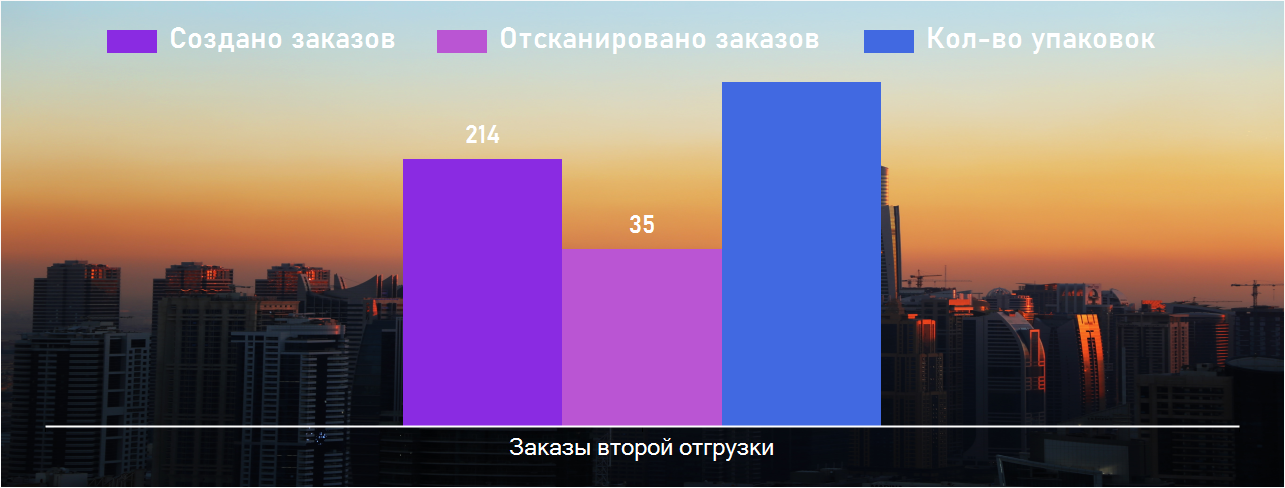 Создано заказов Отсканировано заказов Кол-во упаковок
214
35
Заказы второй отгрузки